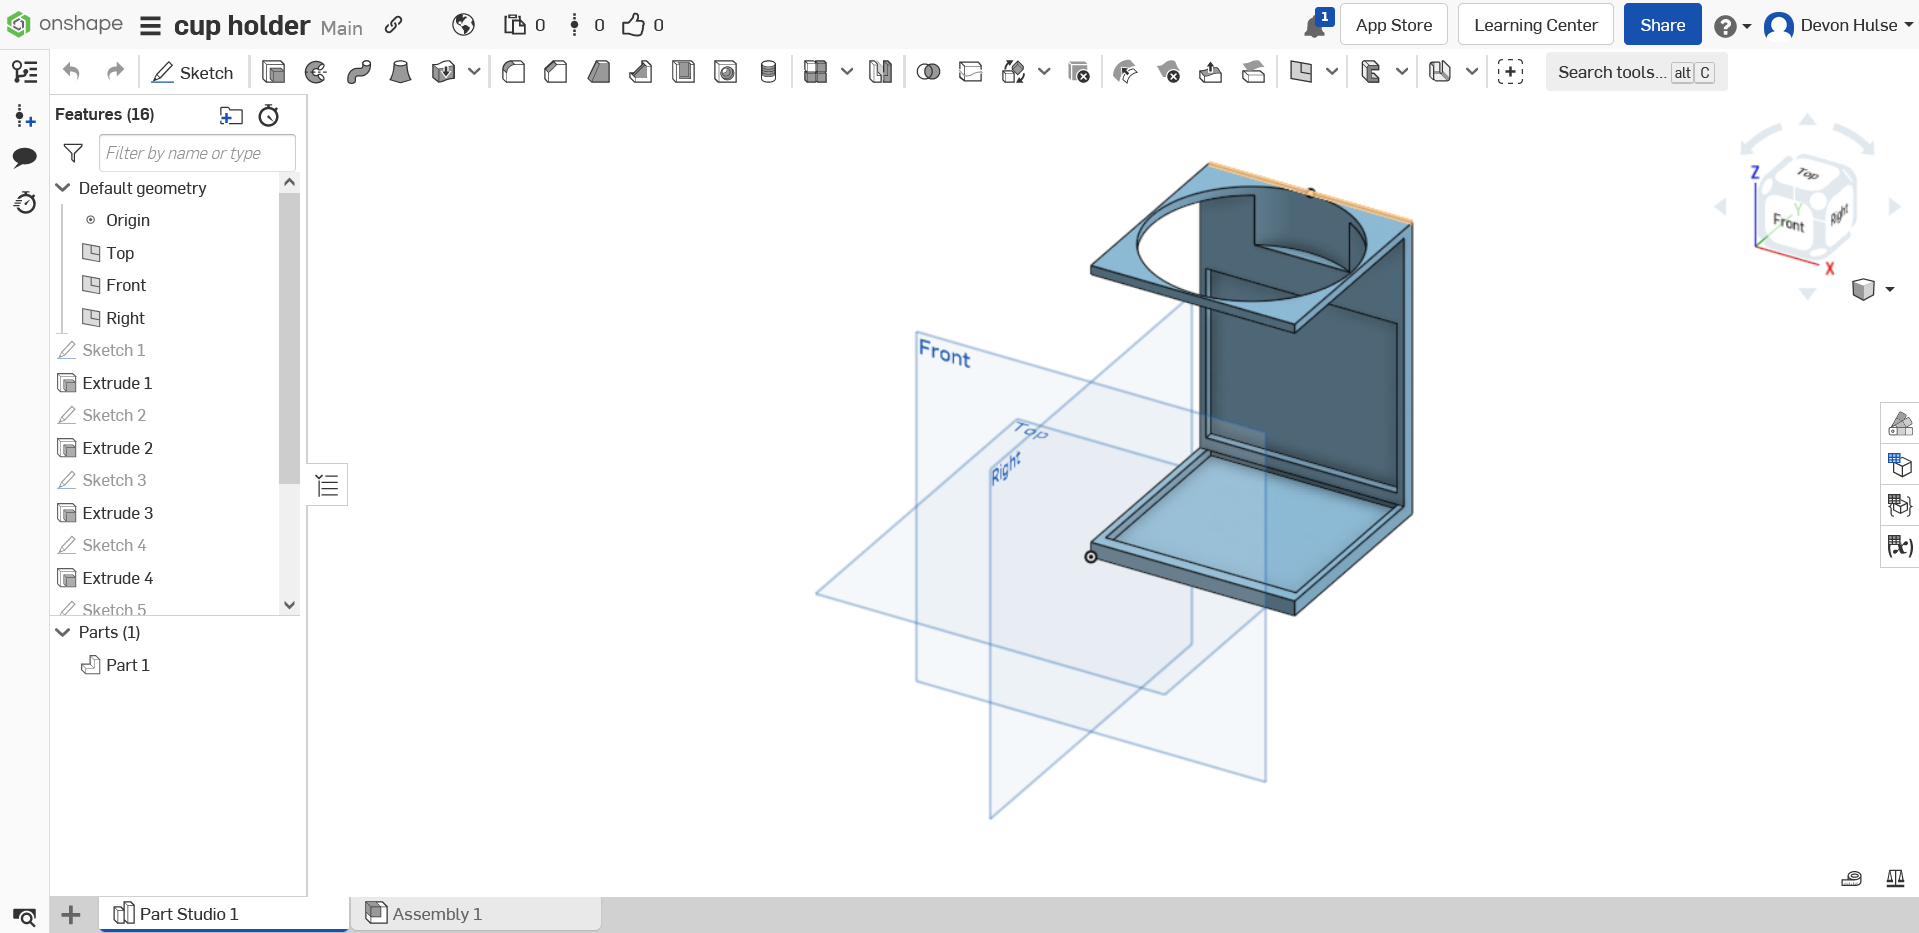 onshape cup holder Main 0 0 0 1 App Store Learning Center Share Devon Hulse
Sketch Search tools... alt C
Features (16)
Filter by name or type
Default geometry
Origin
Top
Front
Right
Sketch 1
Extrude 1
Sketch 2
Extrude 2
Sketch 3
Extrude 3
Sketch 4
Extrude 4
Sketch 5
Parts (1)
Part 1
Front
Top
Right
Z
Top
Y
Front
Right
X
(x)
Part Studio 1 Assembly 1